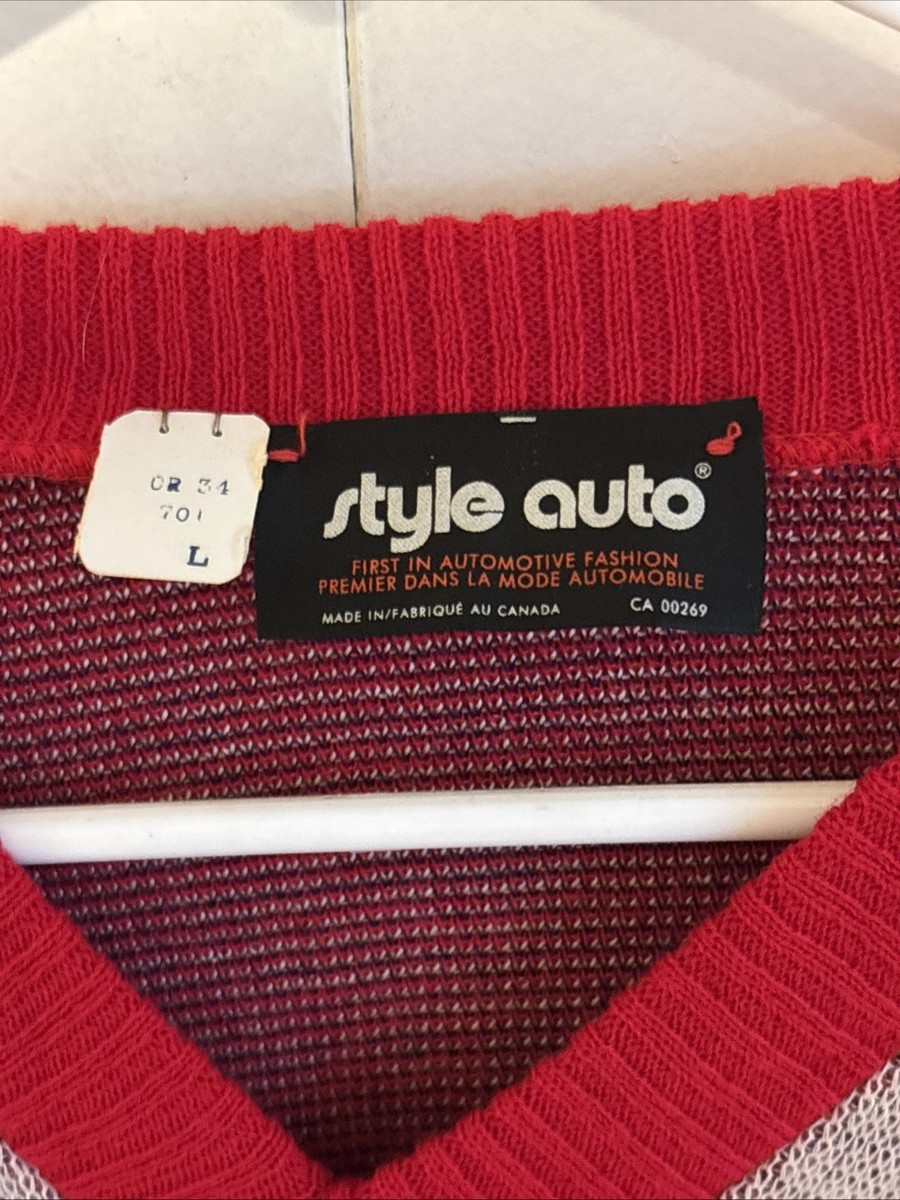 OR 34
701
L
style auto®
FIRST IN AUTOMOTIVE FASHION
PREMIER DANS LA MODE AUTOMOBILE
MADE IN/FABRIQUÉ AU CANADA CA 00269